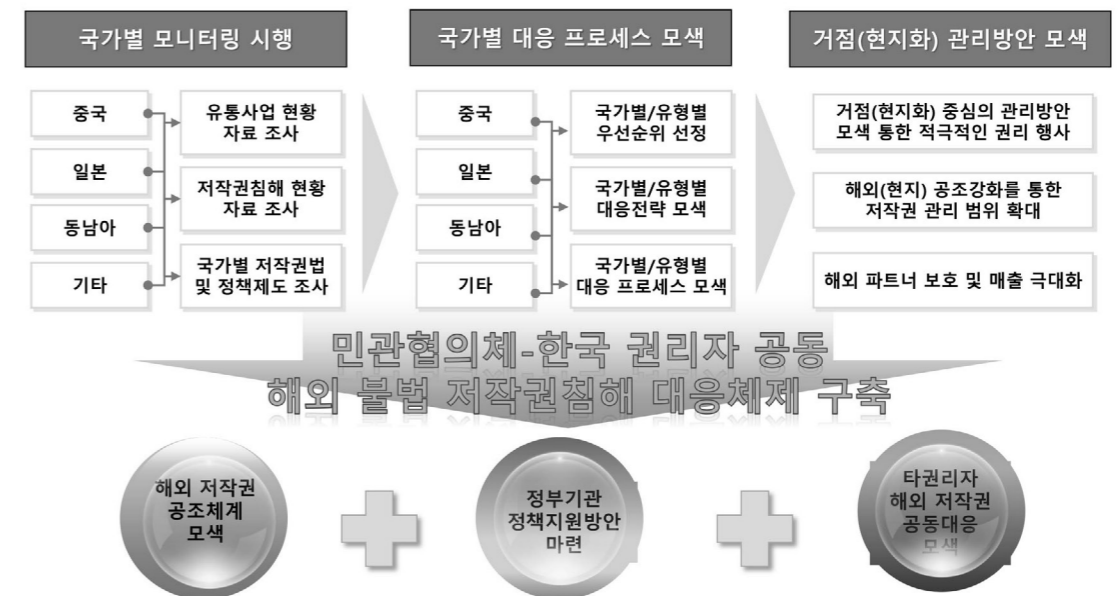 국가별 모니터링 시행
중국
일본
동남아
기타
유통사업 현황
자료 조사
저작권침해 현황
자료 조사
국가별 저작권법
및 정책제도 조사
국가별 대응 프로세스 모색
중국
일본
동남아
기타
국가별/유형별
우선순위 선정
국가별/유형별
대응전략 모색
국가별/유형별
대응 프로세스 모색
거점(현지화) 관리방안 모색
거점(현지화) 중심의 관리방안
모색 통한 적극적인 권리 행사
해외(현지) 공조강화를 통한
저작권 관리 범위 확대
해외 파트너 보호 및 매출 극대화
민관협의체-한국 권리자 공동
해외 불법 저작권침해 대응체제 구축
해외 저작권
공조체계
모색
정부기관
정책지원방안
마련
타권리자
해외 저작권
공동대응
모색